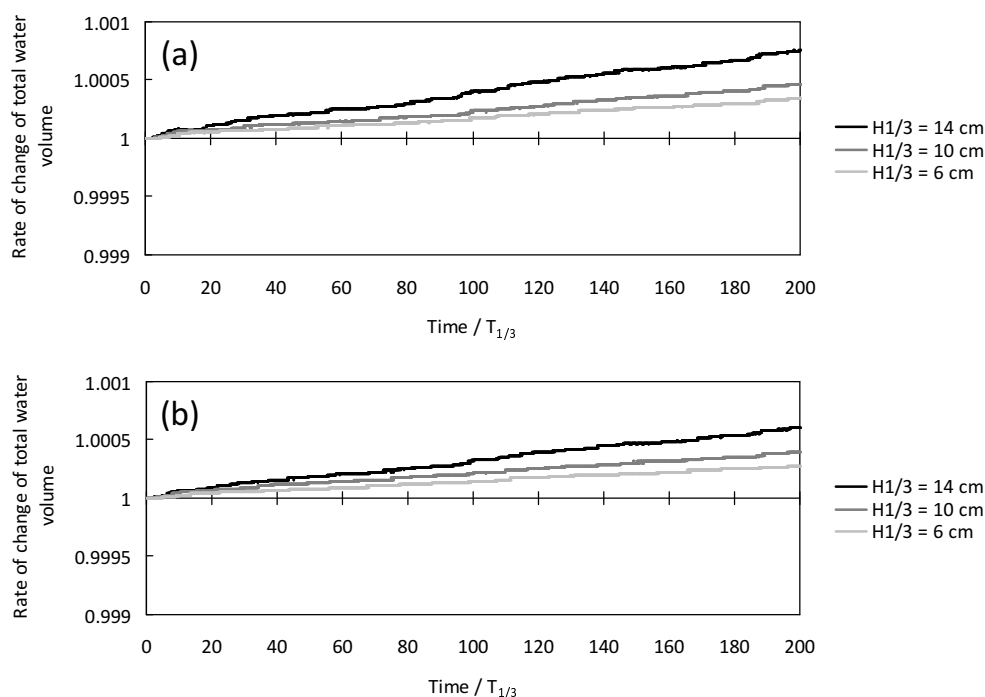 Rate of change of total water
volume
(a)
1.001
1.0005
1
0.9995
0.999
0 20 40 60 80 100 120 140 160 180 200
Time / T1/3
H1/3 = 14 cm
H1/3 = 10 cm
H1/3 = 6 cm
Rate of change of total water
volume
(b)
1.001
1.0005
1
0.9995
0.999
0 20 40 60 80 100 120 140 160 180 200
Time / T1/3
H1/3 = 14 cm
H1/3 = 10 cm
H1/3 = 6 cm